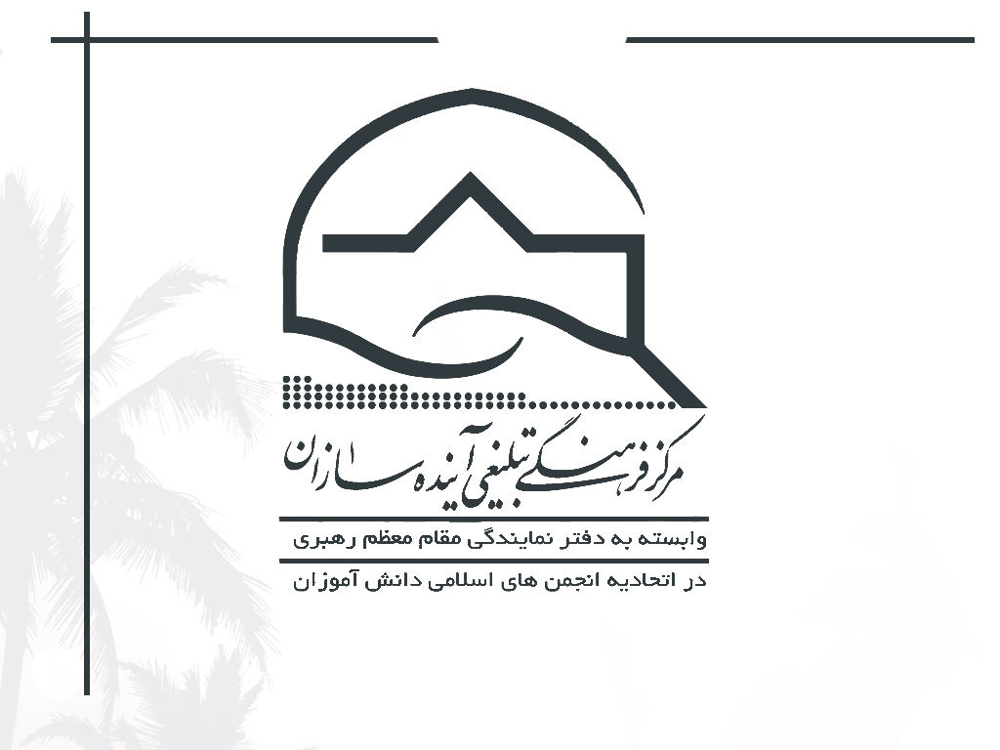 مرکز فرهنگی تبلیغی آینده سازان
وابسته به دفتر نمایندگی مقام معظم رهبری
در اتحادیه انجمن های اسلامی دانش آموزان